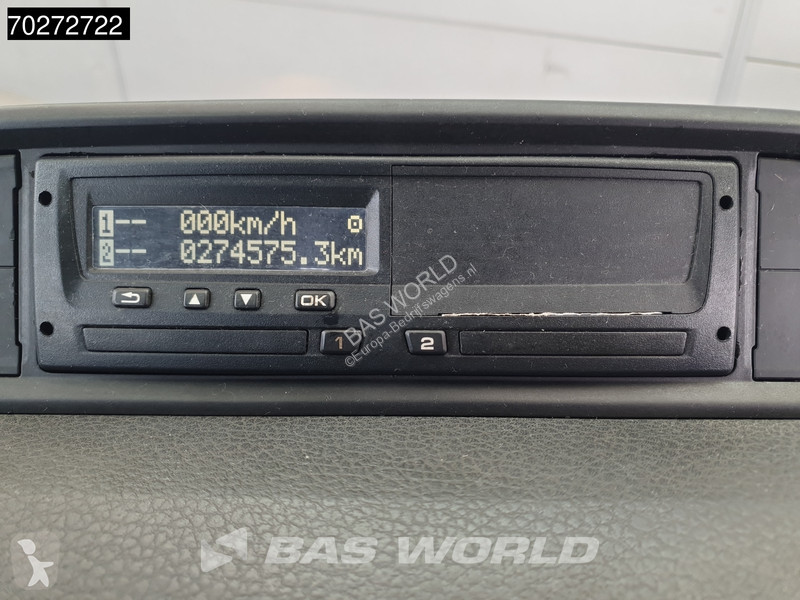 70272722
1-- 000km/h
2-- 0274575.3km
OK
1
2
BAS WORLD
©Europa-Bedrijfswagens.nl
BAS WORLD